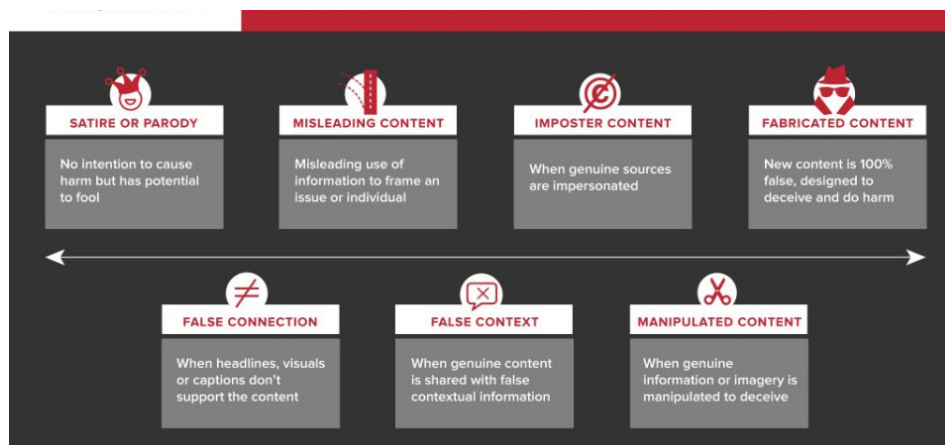 SATIRE OR PARODY
No intention to cause
harm but has potential
to fool
MISLEADING CONTENT
Misleading use of
information to frame an
issue or individual
IMPOSTER CONTENT
When genuine sources
are impersonated
FABRICATED CONTENT
New content is 100%
false, designed to
deceive and do harm
FALSE CONNECTION
When headlines, visuals
or captions don't
support the content
FALSE CONTEXT
When genuine content
is shared with false
contextual information
MANIPULATED CONTENT
When genuine
information or imagery is
manipulated to deceive